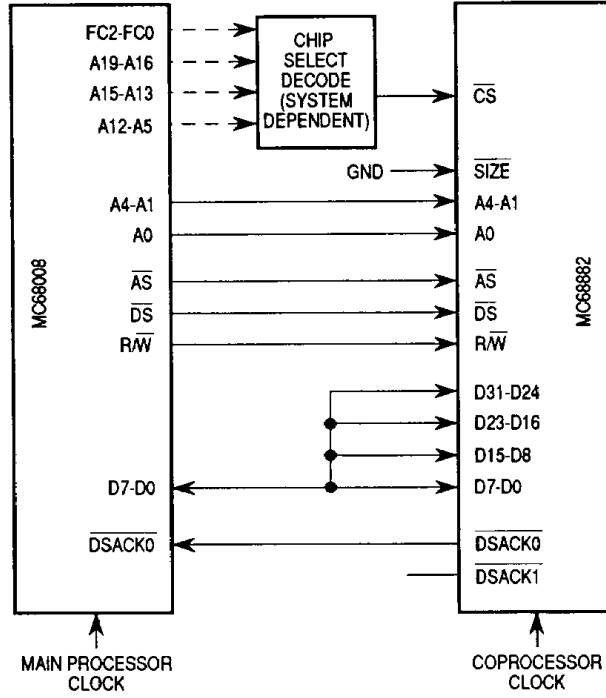 FC2-FC0
A19-A16
A15-A13
A12-A5
CHIP
SELECT
DECODE
(SYSTEM
DEPENDENT)
CS
GND
SIZE
A4-A1
A4-A1
A0
A0
AS
AS
DS
DS
R/W
R/W
MC68008
MC68882
D31-D24
D23-D16
D15-D8
D7-D0
D7-D0
DSACK0
DSACK0
DSACK1
MAIN PROCESSOR
CLOCK
COPROCESSOR
CLOCK